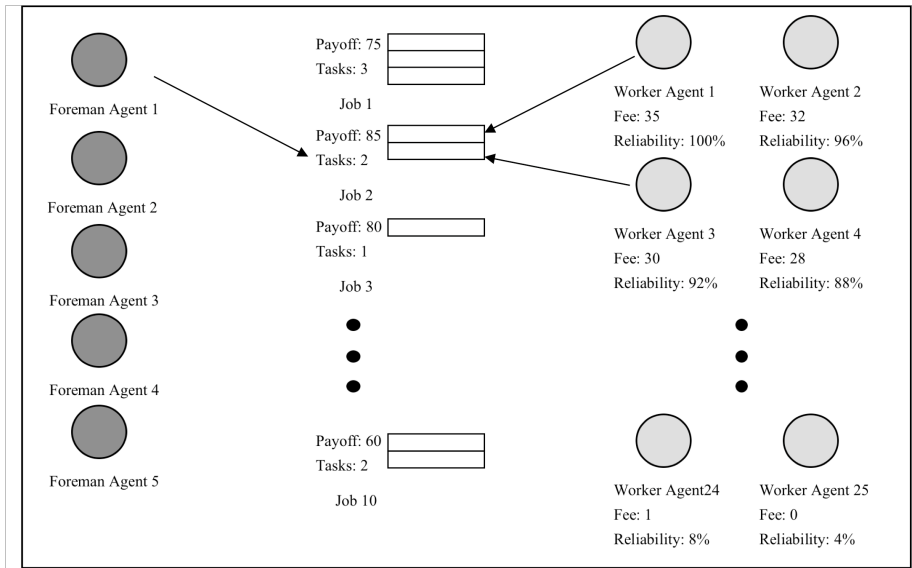 Foreman Agent 1
Foreman Agent 2
Foreman Agent 3
Foreman Agent 4
Foreman Agent 5
Payoff: 75
Tasks: 3
Job 1
Payoff: 85
Tasks: 2
Job 2
Payoff: 80
Tasks: 1
Job 3
Payoff: 60
Tasks: 2
Job 10
Worker Agent 1
Fee: 35
Reliability: 100%
Worker Agent 2
Fee: 32
Reliability: 96%
Worker Agent 3
Fee: 30
Reliability: 92%
Worker Agent 4
Fee: 28
Reliability: 88%
Worker Agent24
Fee: 1
Reliability: 8%
Worker Agent 25
Fee: 0
Reliability: 4%